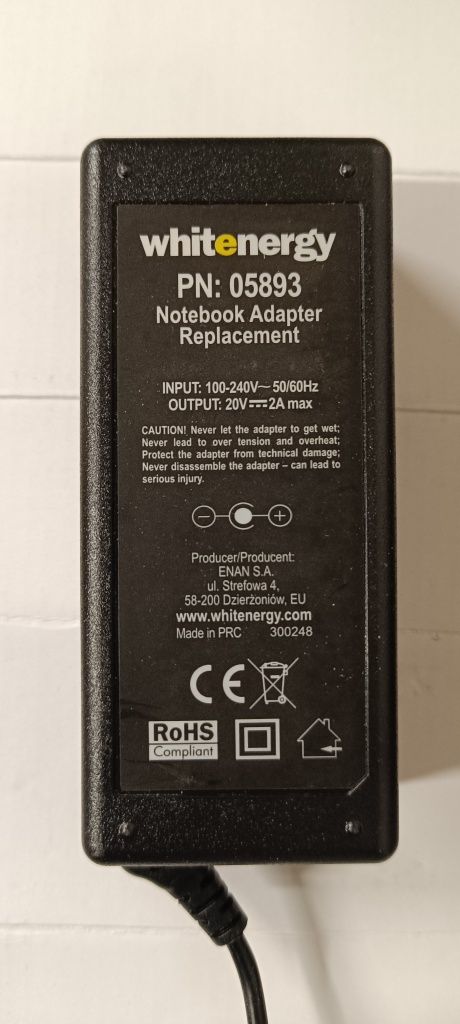 whitenergy
PN: 05893
Notebook Adapter
Replacement
INPUT: 100-240V~ 50/60Hz
OUTPUT: 20V⎓2A max
CAUTION! Never let the adapter to get wet;
Never lead to over tension and overheat;
Protect the adapter from technical damage;
Never disassemble the adapter – can lead to
serious injury.
Producer/Producent:
ENAN S.A.
ul. Strefowa 4,
58-200 Dzierżoniów, EU
www.whitenergy.com
Made in PRC 300248
CE
RoHS
Compliant